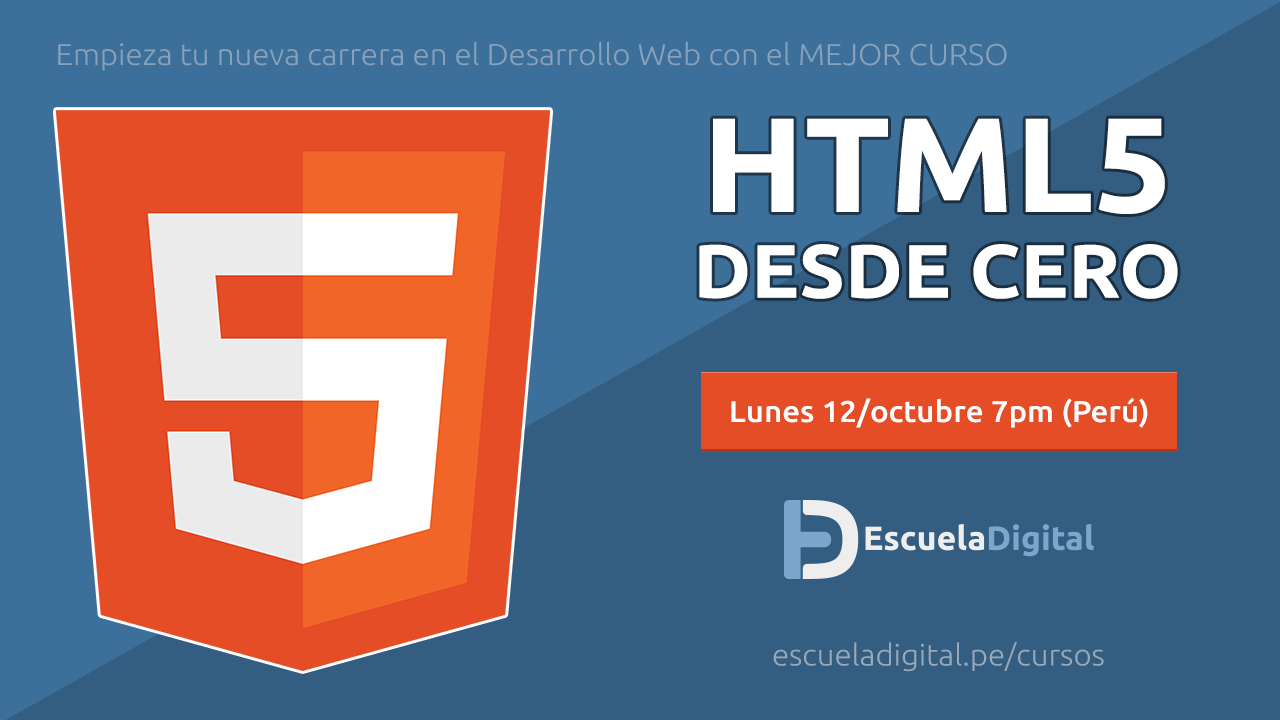 Empieza tu nueva carrera en el Desarrollo Web con el MEJOR CURSO
5
HTML5
DESDE CERO
Lunes 12/octubre 7pm (Perú)
EscuelaDigital
escueladigital.pe/cursos